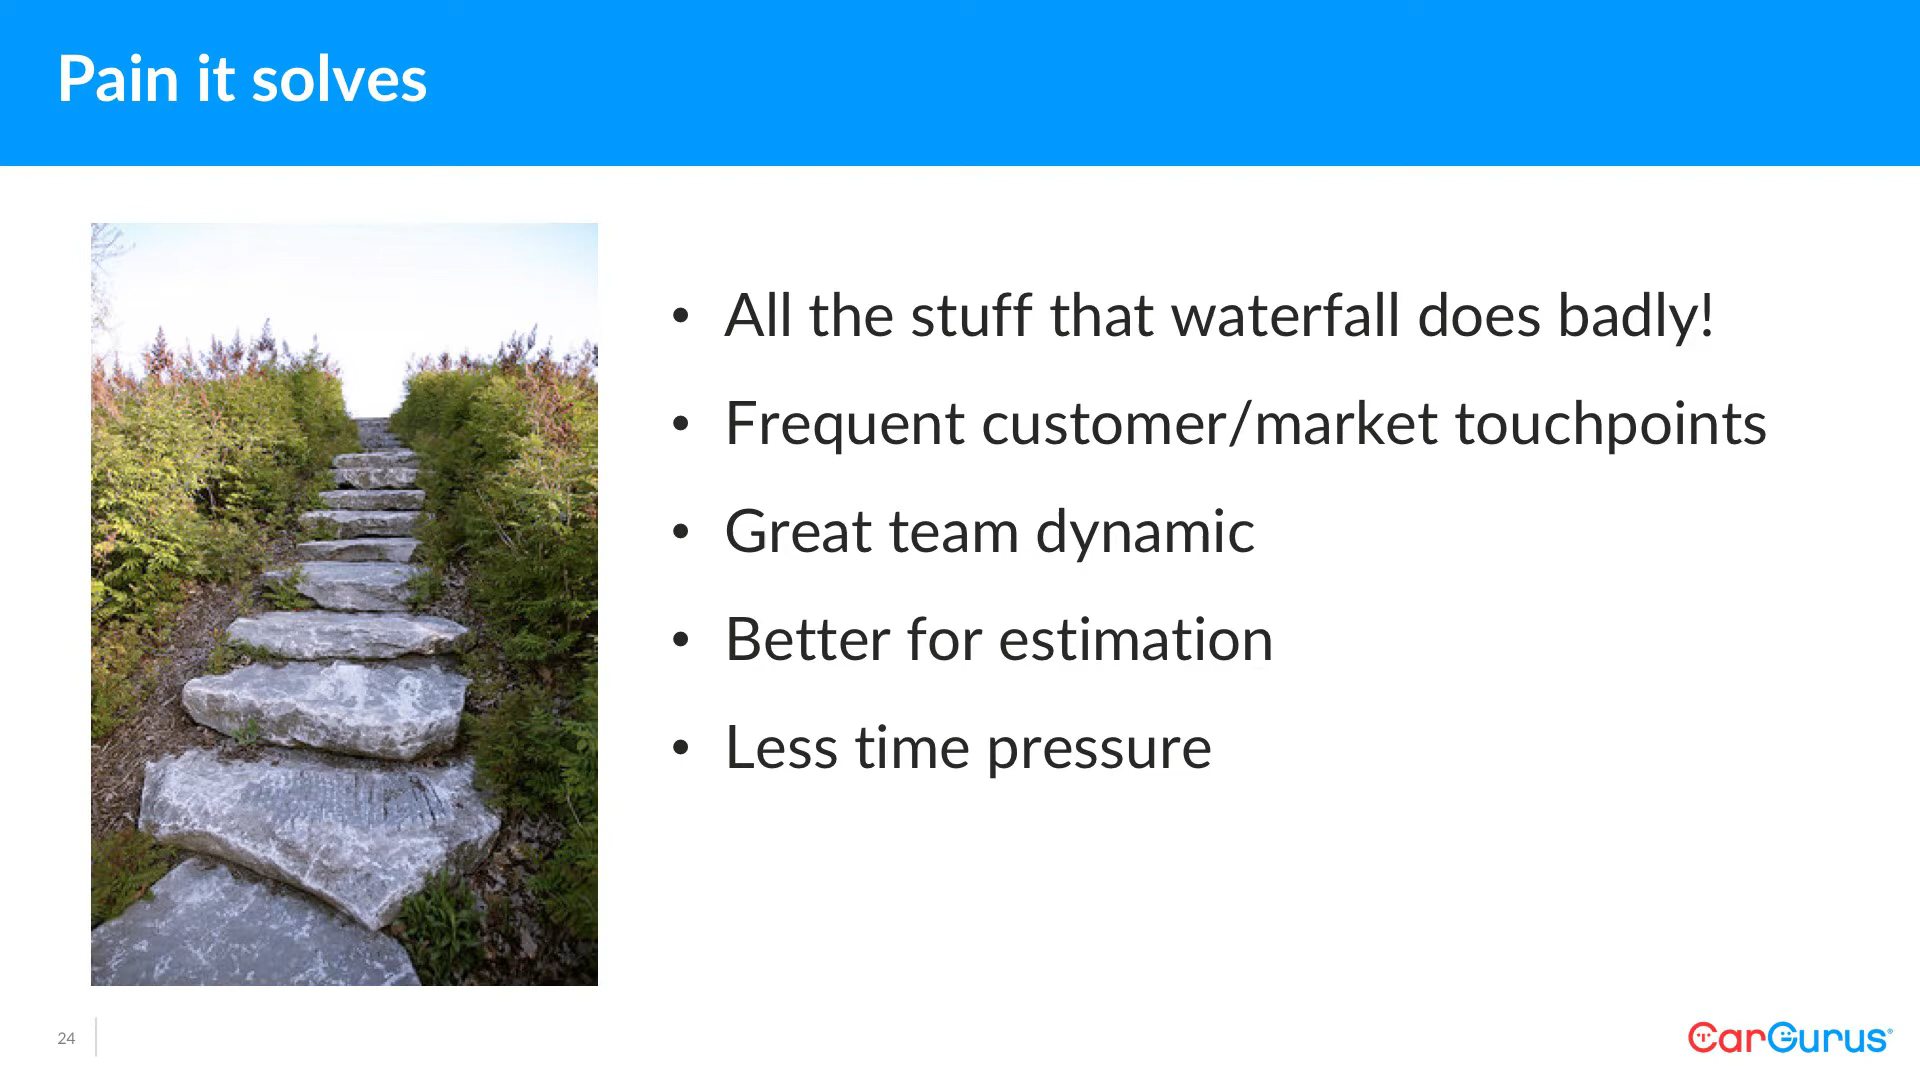 Pain it solves
• All the stuff that waterfall does badly!
• Frequent customer/market touchpoints
• Great team dynamic
• Better for estimation
• Less time pressure
24
CarGurus®